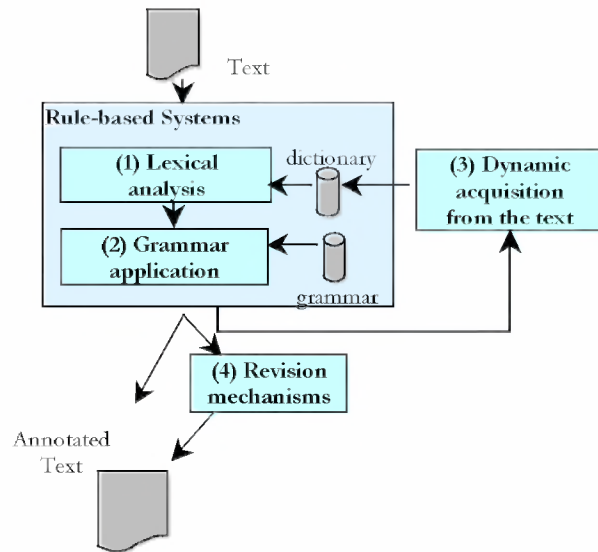 Text
Rule-based Systems
(1) Lexical
analysis
dictionary
(3) Dynamic
acquisition
from the text
(2) Grammar
application
grammar
(4) Revision
mechanisms
Annotated
Text